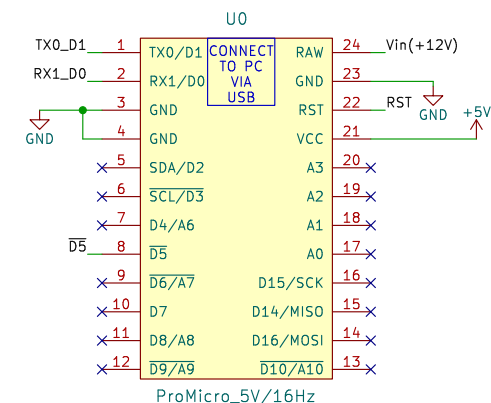 U0
TX0_D1 1 TX0/D1 CONNECT TO PC VIA USB RAW 24 Vin(+12V)
RX1_D0 2 RX1/D0 GND 23
3 GND RST 22 RST GND
GND 4 GND VCC 21 +5V
5 SDA/D2 A3 20
6 SCL/D3 A2 19
7 D4/A6 A1 18
D5 8 D5 A0 17
9 D6/A7 D15/SCK 16
10 D7 D14/MISO 15
11 D8/A8 D16/MOSI 14
12 D9/A9 D10/A10 13
ProMicro_5V/16Hz